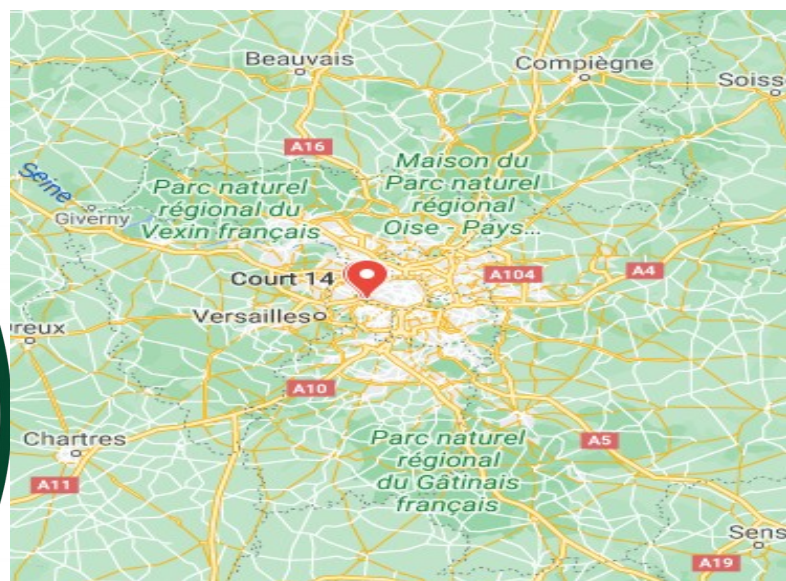 Beauvais
Compiègne
Soiss
A16
Maison du
Parc naturel
régional
Oise - Pays...
Seine
Parc naturel
régional du
Vexin français
Giverny
Court 14
A104
A4
Versailles
Dreux
A10
Chartres
Parc naturel
régional
du Gâtinais
français
A5
A11
Sens
A19